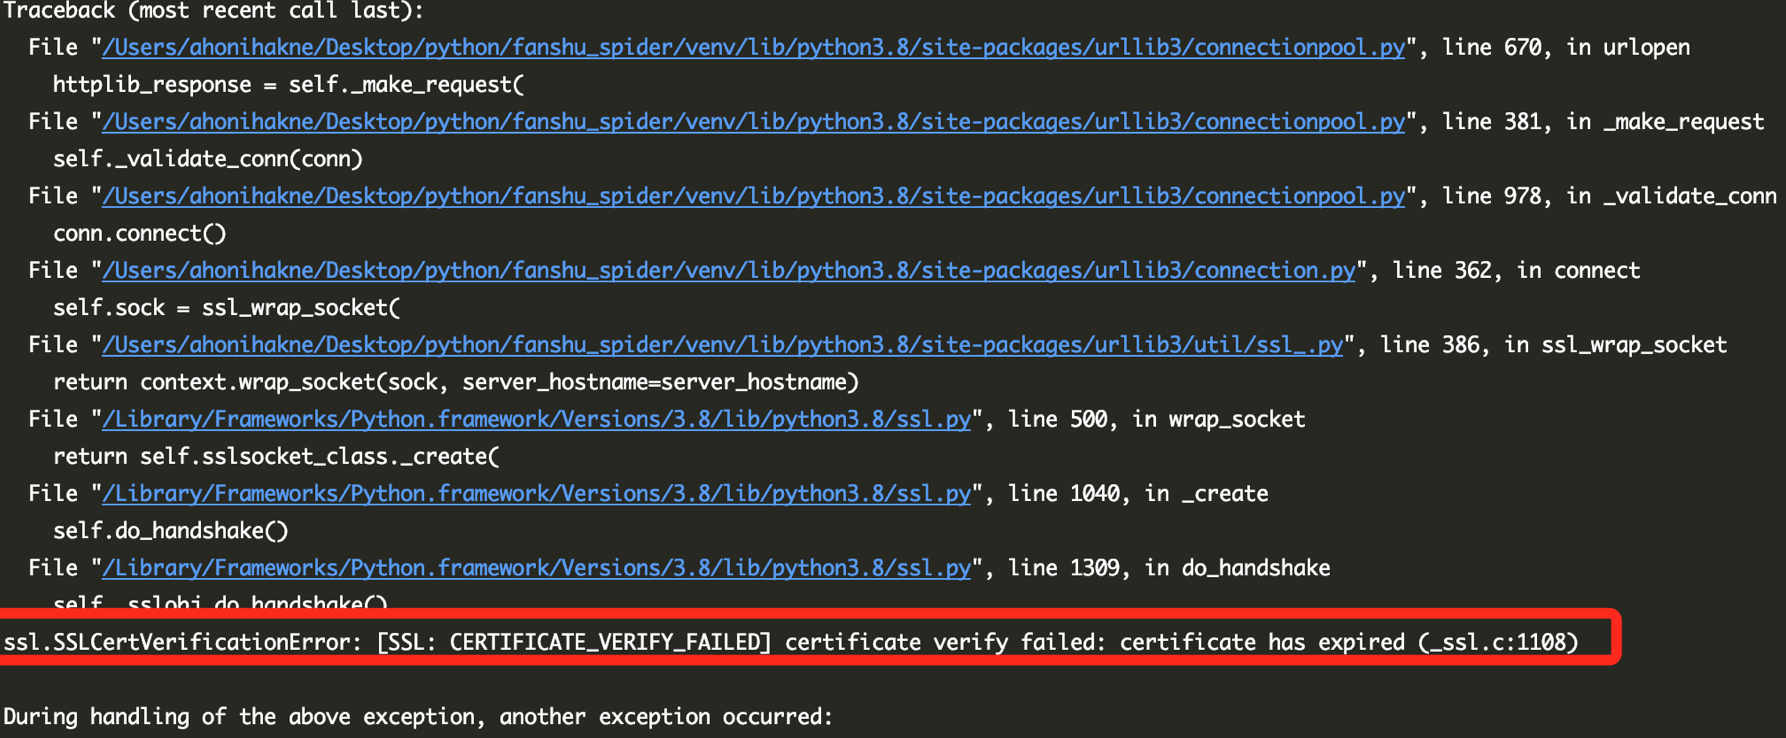 Traceback (most recent call last):
File "/Users/ahonihakne/Desktop/python/fanshu_spider/venv/lib/python3.8/site-packages/urllib3/connectionpool.py", line 670, in urlopen
httplib_response = self._make_request(
File "/Users/ahonihakne/Desktop/python/fanshu_spider/venv/lib/python3.8/site-packages/urllib3/connectionpool.py", line 381, in _make_request
self._validate_conn(conn)
File "/Users/ahonihakne/Desktop/python/fanshu_spider/venv/lib/python3.8/site-packages/urllib3/connectionpool.py", line 978, in _validate_conn
conn.connect()
File "/Users/ahonihakne/Desktop/python/fanshu_spider/venv/lib/python3.8/site-packages/urllib3/connection.py", line 362, in connect
self.sock = ssl_wrap_socket(
File "/Users/ahonihakne/Desktop/python/fanshu_spider/venv/lib/python3.8/site-packages/urllib3/util/ssl_.py", line 386, in ssl_wrap_socket
return context.wrap_socket(sock, server_hostname=server_hostname)
File "/Library/Frameworks/Python.framework/Versions/3.8/lib/python3.8/ssl.py", line 500, in wrap_socket
return self.sslsocket_class._create(
File "/Library/Frameworks/Python.framework/Versions/3.8/lib/python3.8/ssl.py", line 1040, in _create
self.do_handshake()
File "/Library/Frameworks/Python.framework/Versions/3.8/lib/python3.8/ssl.py", line 1309, in do_handshake
self._sslobj.do_handshake()
ssl.SSLCertVerificationError: [SSL: CERTIFICATE_VERIFY_FAILED] certificate verify failed: certificate has expired (_ssl.c:1108)
During handling of the above exception, another exception occurred: